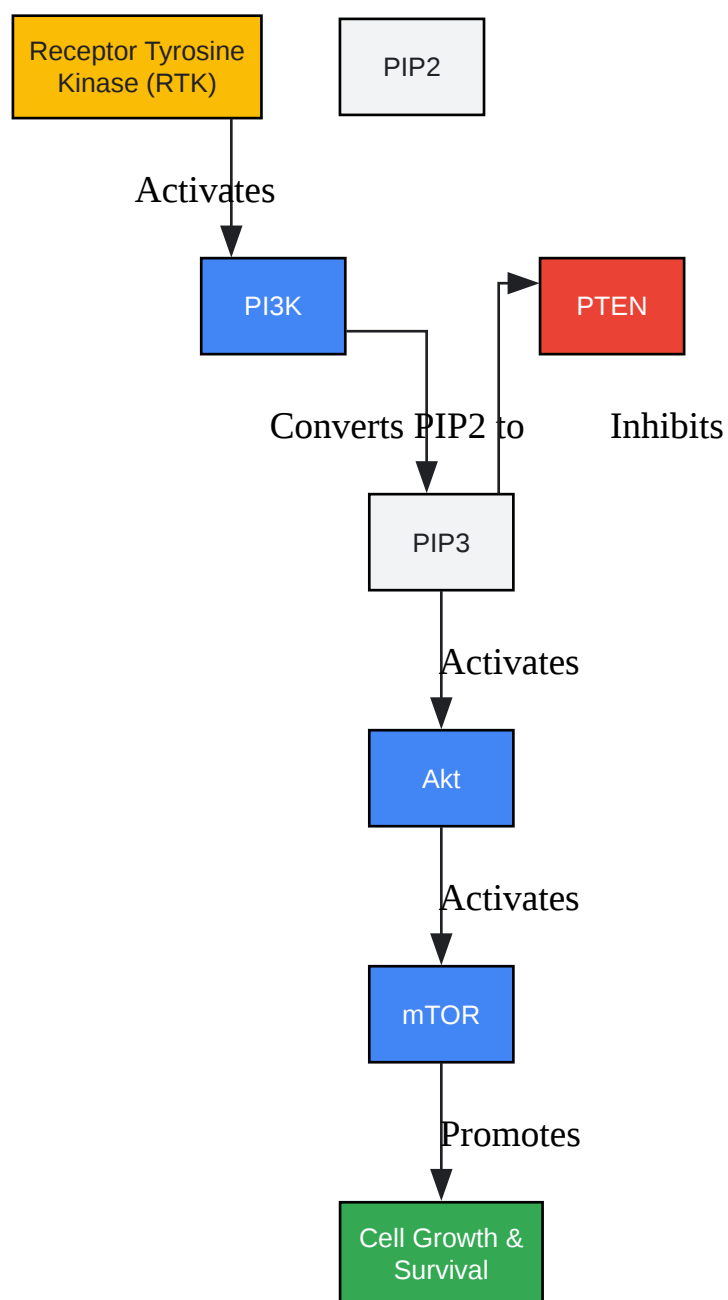 Receptor Tyrosine
Kinase (RTK)
PIP2
Activates
PI3K
PTEN
Converts PIP2 to
Inhibits
PIP3
Activates
Akt
Activates
mTOR
Promotes
Cell Growth &
Survival